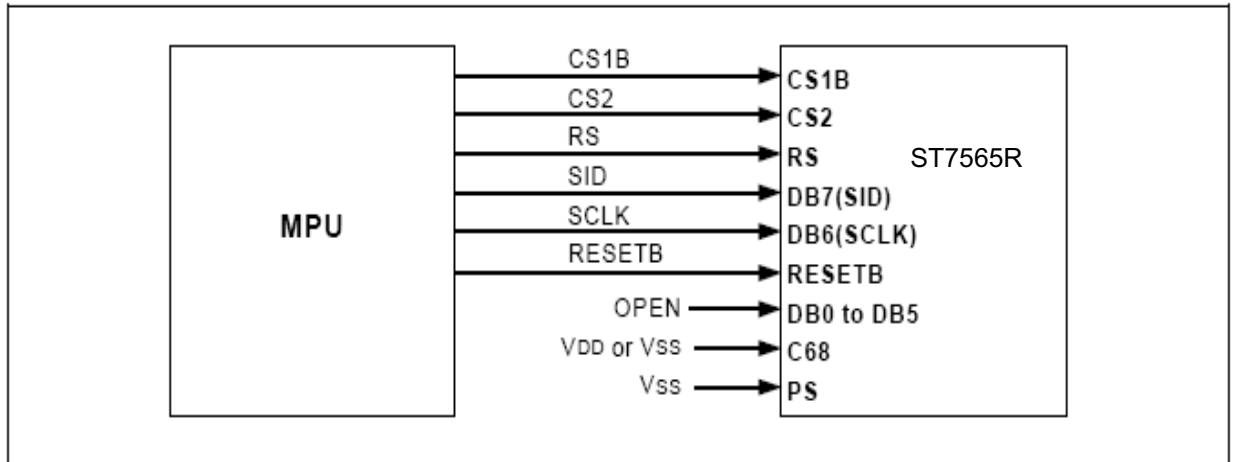 MPU
CS1B
CS2
RS
SID
SCLK
RESETB
OPEN
VDD or VSS
VSS
CS1B
CS2
RS
DB7(SID)
DB6(SCLK)
RESETB
DB0 to DB5
C68
PS
ST7565R